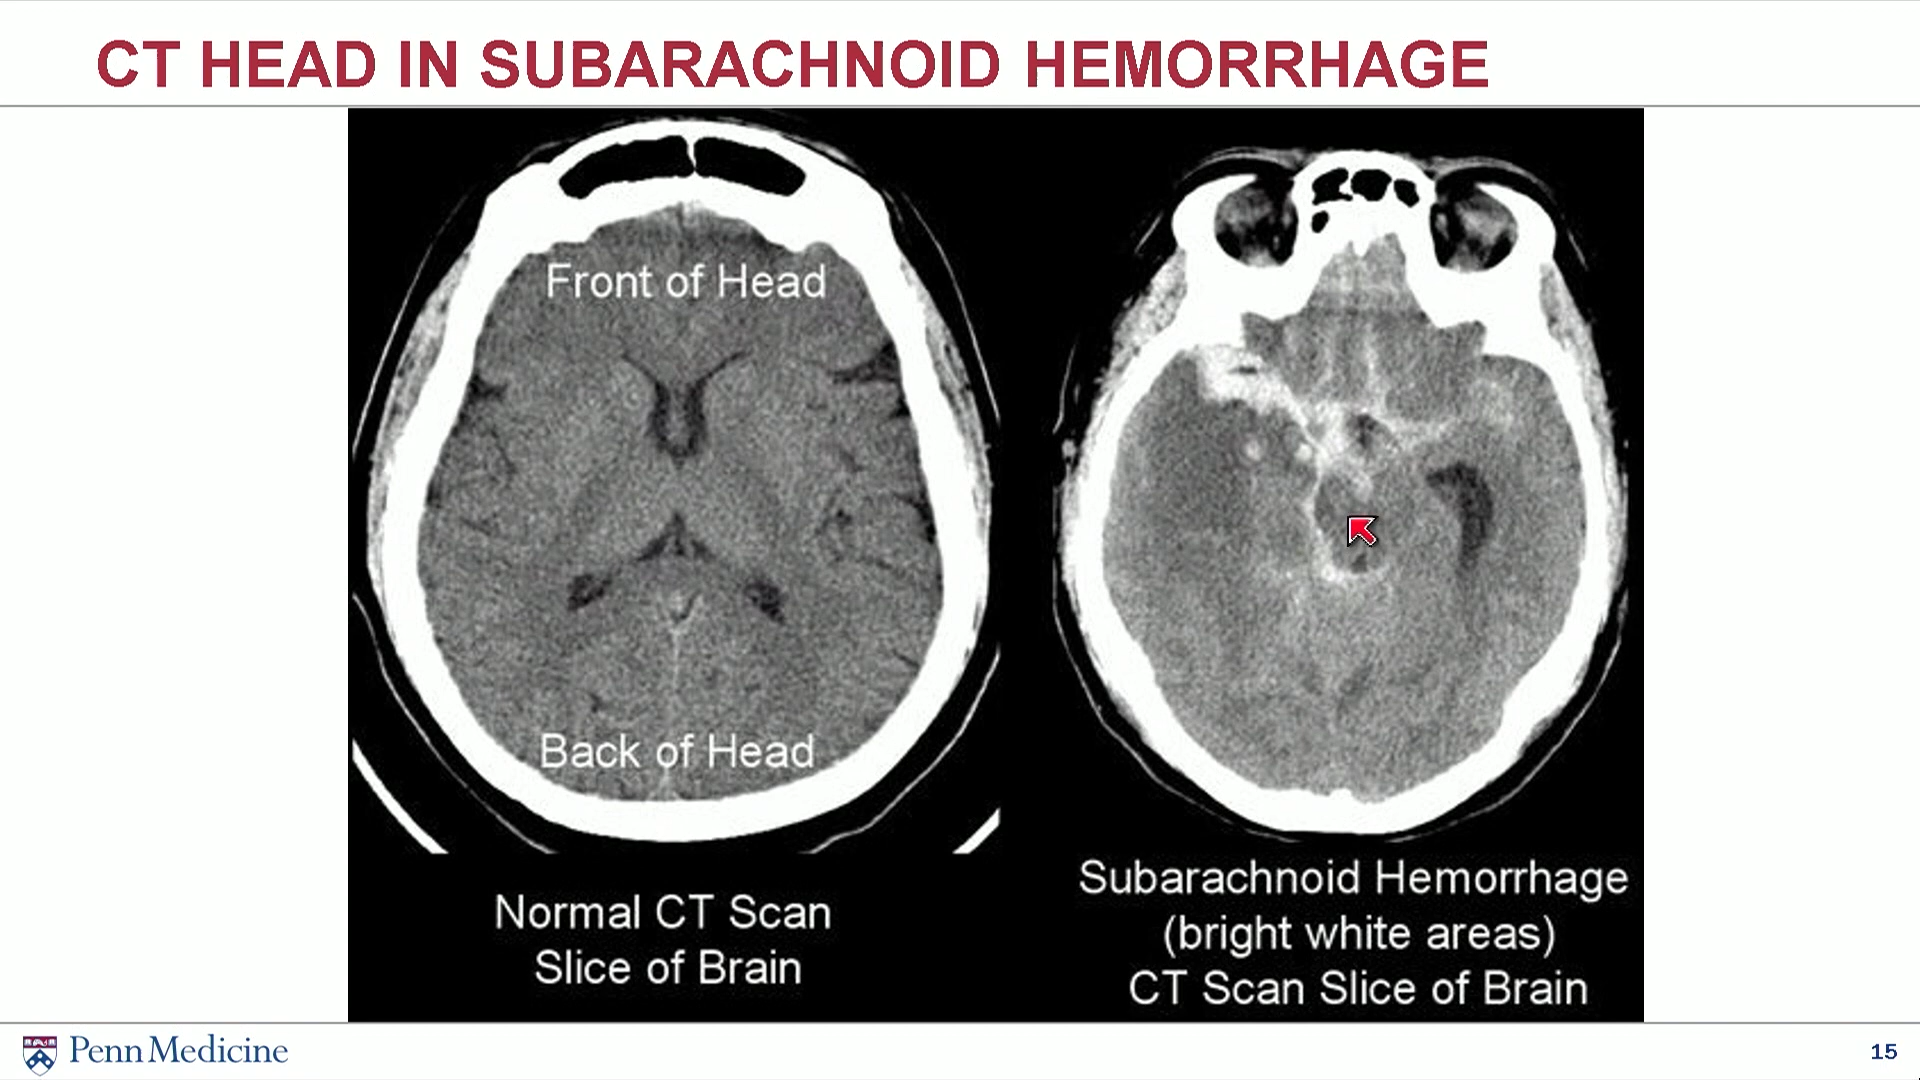 CT HEAD IN SUBARACHNOID HEMORRHAGE
Front of Head
Back of Head
Normal CT Scan
Slice of Brain
Subarachnoid Hemorrhage
(bright white areas)
CT Scan Slice of Brain
Penn Medicine
15